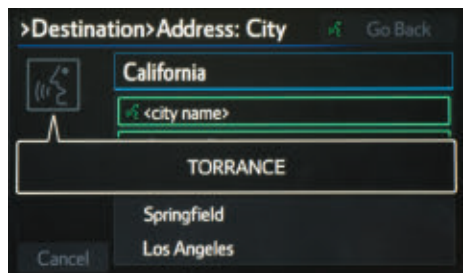 >Destination>Address: City
Go Back
California
<city name>
TORRANCE
Springfield
Los Angeles
Cancel